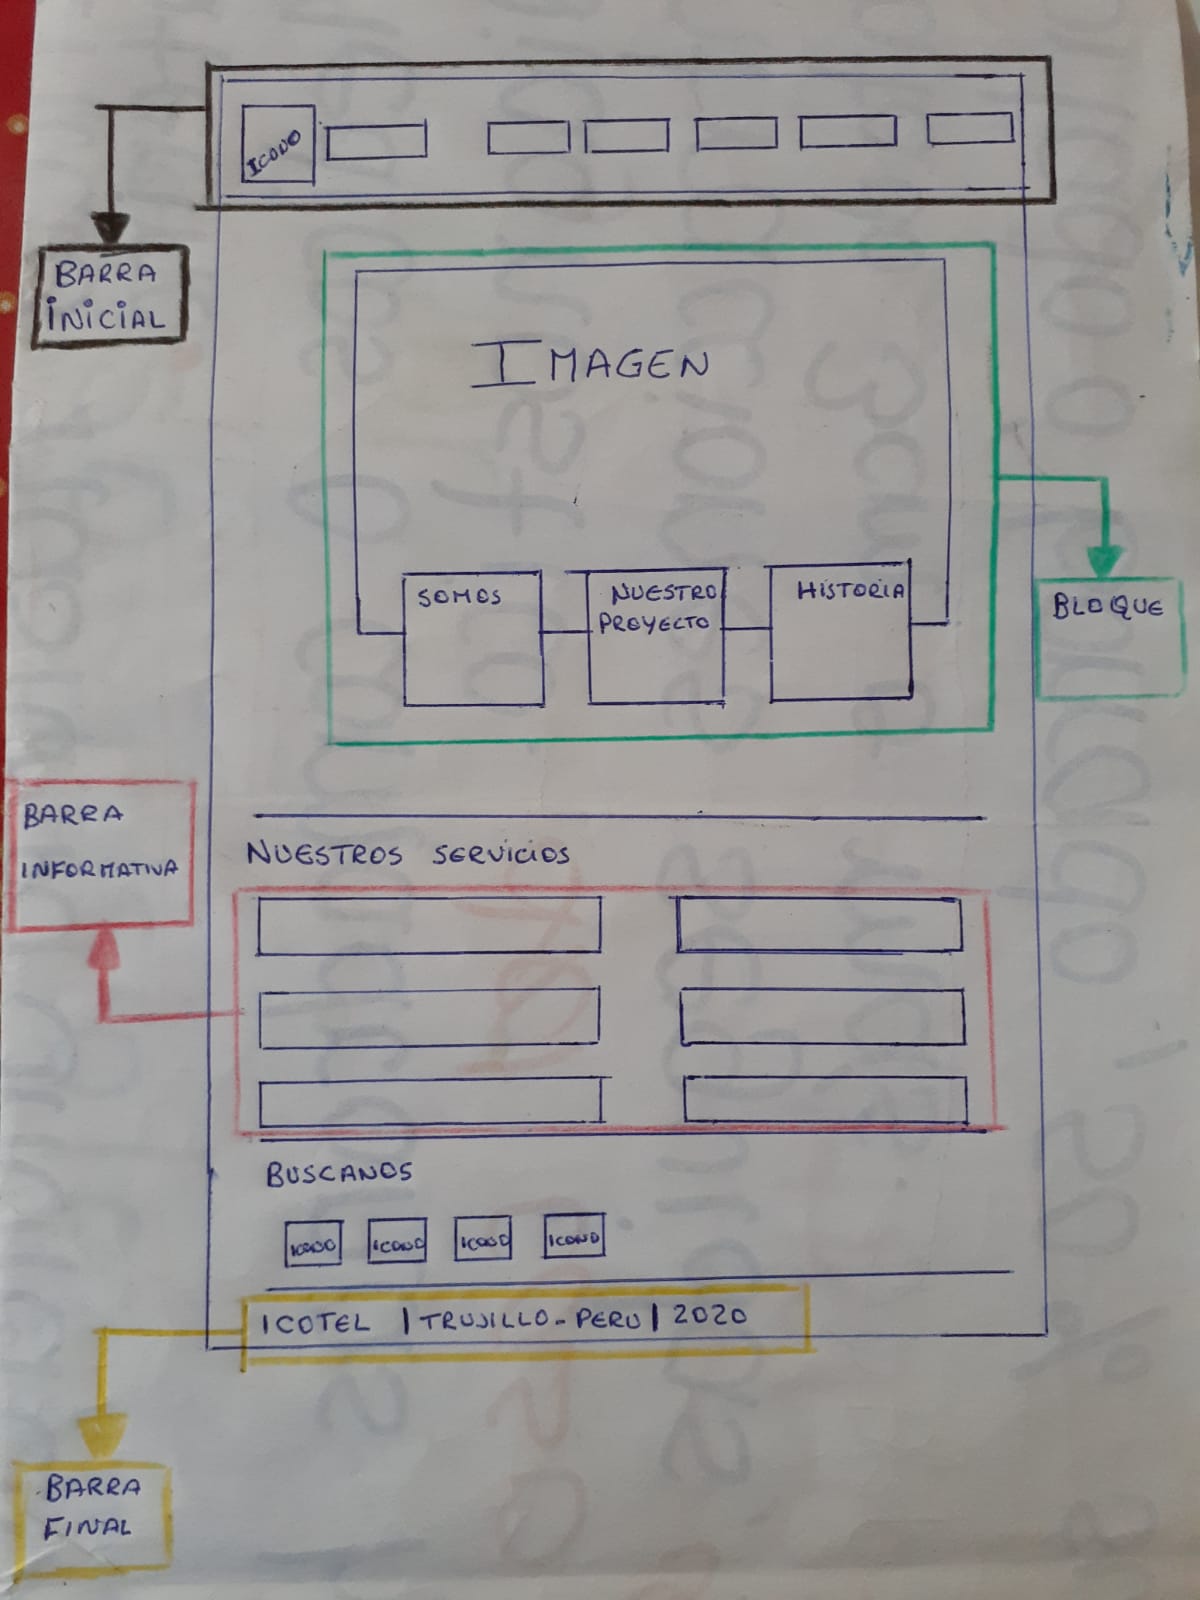 ICONO
BARRA
INICIAL
IMAGEN
SOMOS
NUESTRO
PROYECTO
HISTORIA
BLOQUE
BARRA
INFORMATIVA
NUESTROS SERVICIOS
BUSCANOS
ICONO ICONO ICONO ICONO
ICOTEL | TRUJILLO - PERU | 2020
BARRA
FINAL